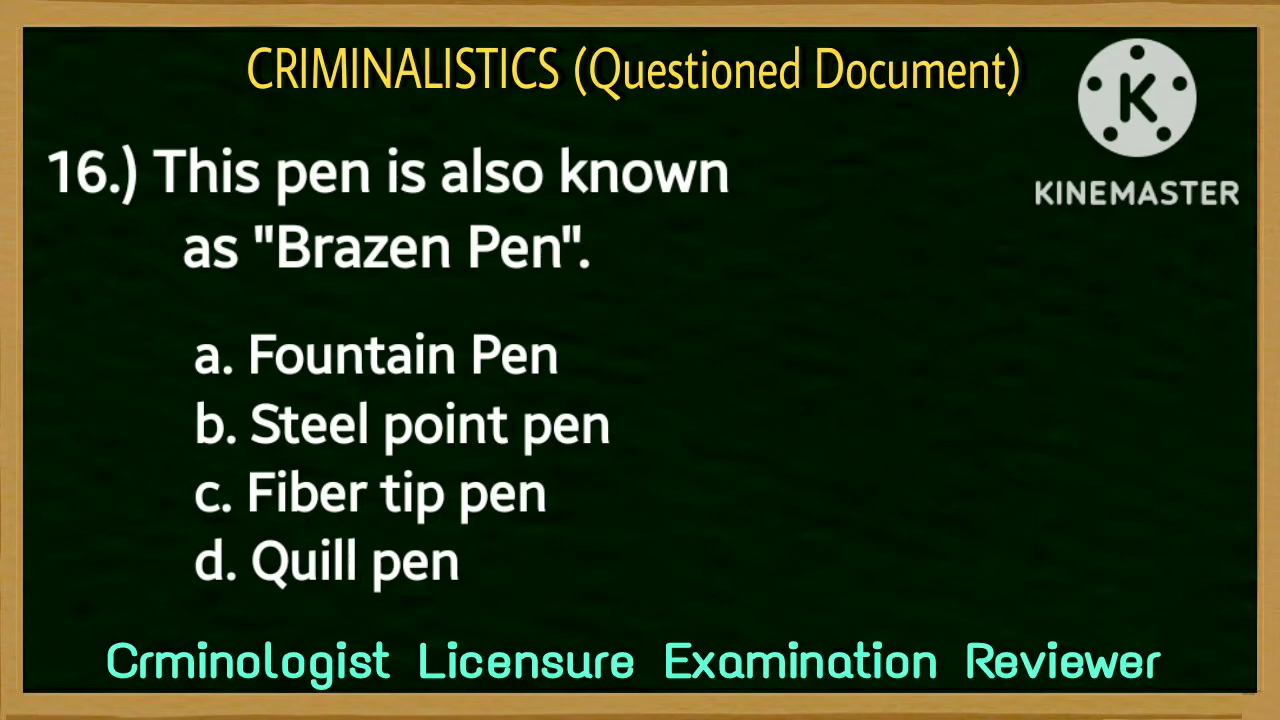 CRIMINALISTICS (Questioned Document)
K
KINEMASTER
16.) This pen is also known
as "Brazen Pen".
a. Fountain Pen
b. Steel point pen
c. Fiber tip pen
d. Quill pen
Crminologist Licensure Examination Reviewer